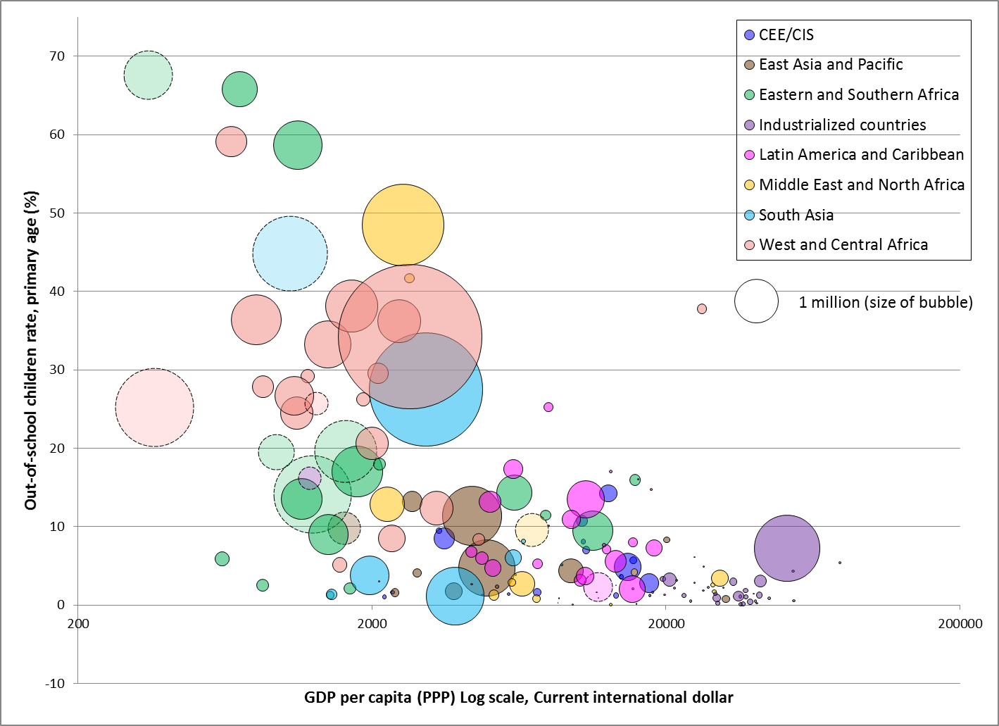 70
60
50
40
30
20
10
0
-10
200
2000
20000
200000
Out-of-school children rate, primary age (%)
GDP per capita (PPP) Log scale, Current international dollar
CEE/CIS
East Asia and Pacific
Eastern and Southern Africa
Industrialized countries
Latin America and Caribbean
Middle East and North Africa
South Asia
West and Central Africa
1 million (size of bubble)